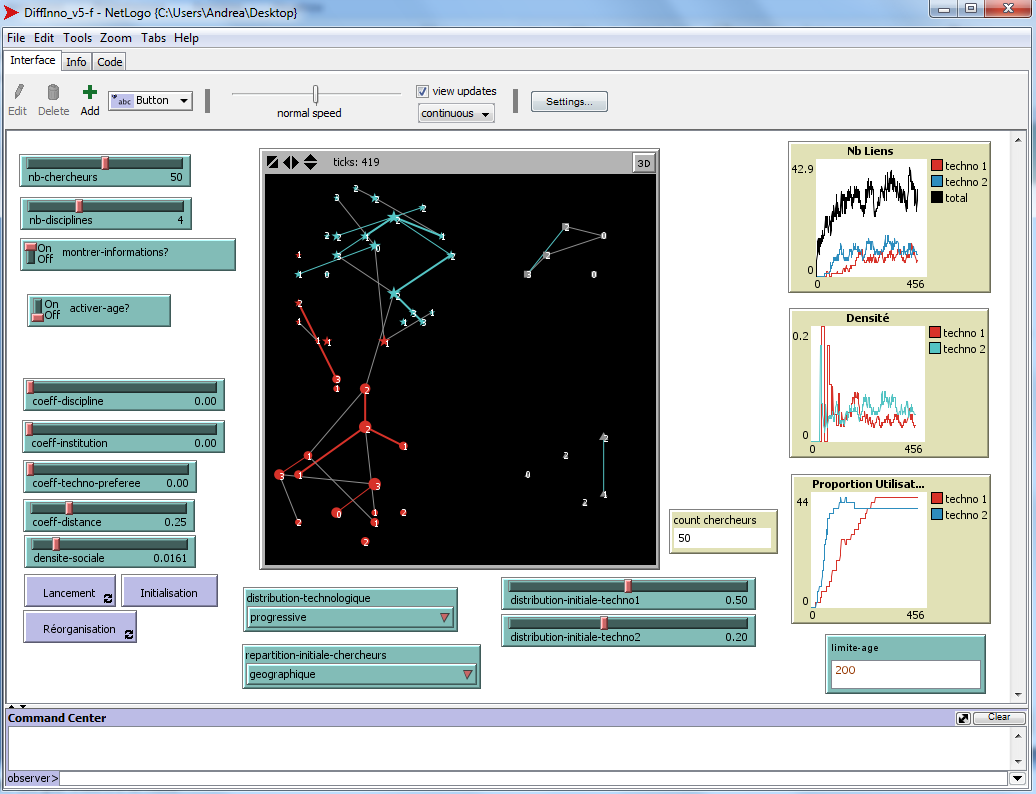 DiffInno_v5-f - NetLogo {C:\Users\Andrea\Desktop}
File Edit Tools Zoom Tabs Help
Interface Info Code
Edit Delete Add abc Button normal speed view updates continuous Settings...
ticks: 419 3D
nb-chercheurs 50
nb-disciplines 4
On Off montrer-informations?
On Off activer-age?
coeff-discipline 0.00
coeff-institution 0.00
coeff-techno-preferee 0.00
coeff-distance 0.25
densite-sociale 0.0161
Lancement Initialisation
Réorganisation
distribution-technologique
progressive
repartition-initiale-chercheurs
geographique
distribution-initiale-techno1 0.50
distribution-initiale-techno2 0.20
count chercheurs
50
Nb Liens
42.9
0
0 456
techno 1
techno 2
total
Densité
0.2
0
0 456
techno 1
techno 2
Proportion Utilisat...
44
0
0 456
techno 1
techno 2
limite-age
200
Command Center Clear
observer>